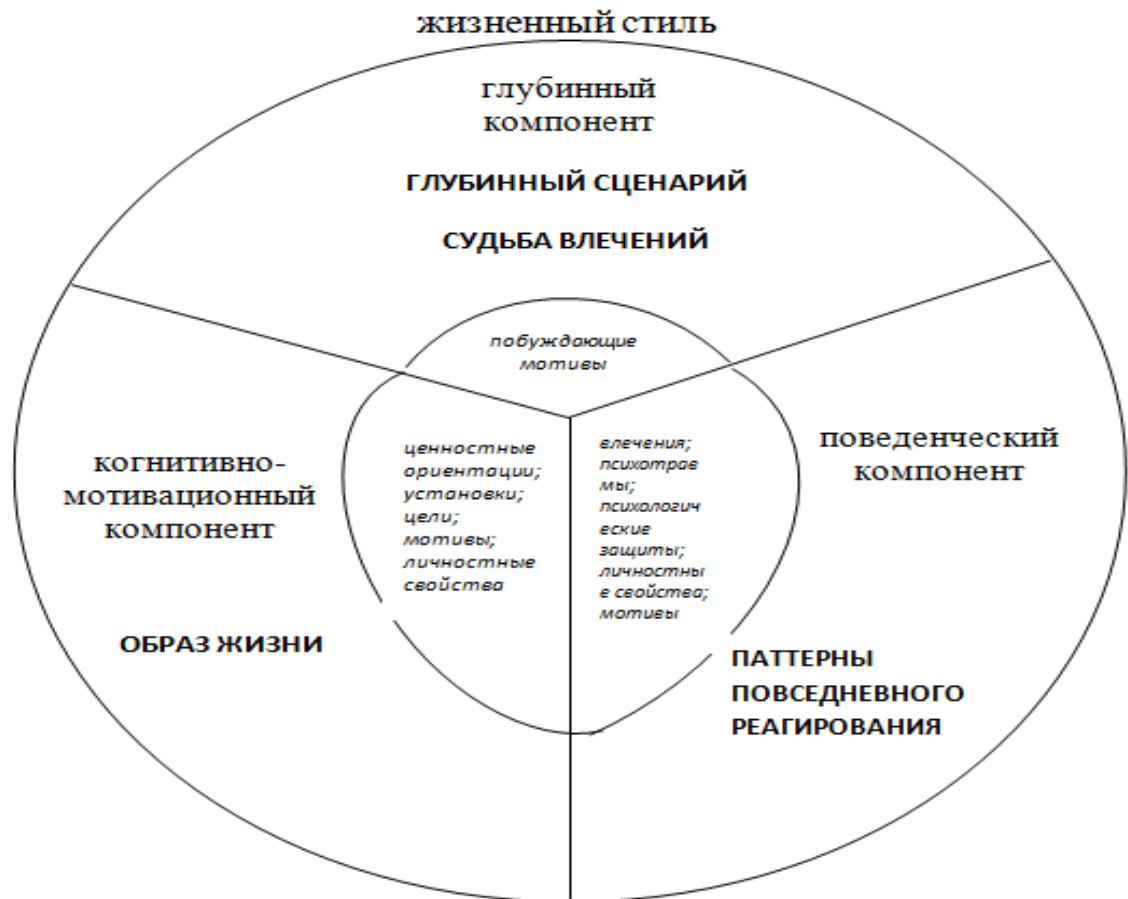 жизненный стиль
глубинный
компонент
ГЛУБИННЫЙ СЦЕНАРИЙ
СУДЬБА ВЛЕЧЕНИЙ
побуждающие
мотивы
когнитивно-
мотивационный
компонент
ОБРАЗ ЖИЗНИ
ценностные
ориентации;
установки;
цели;
мотивы;
личностные
свойства
влечения;
психотрав
мы;
психологич
еские
защиты;
личностны
е свойства;
мотивы
поведенческий
компонент
ПАТТЕРНЫ
ПОВСЕДНЕВНОГО
РЕАГИРОВАНИЯ